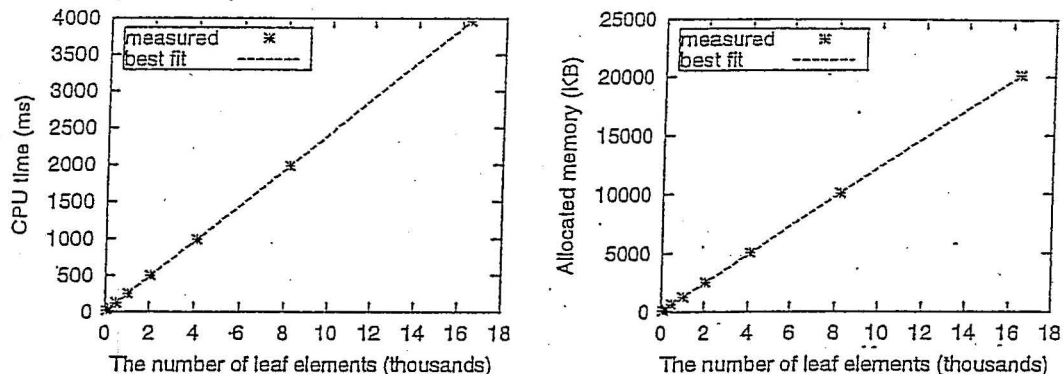 4000
3500
3000
2500
2000
1500
1000
500
0
CPU time (ms)
measured
best fit
0 2 4 6 8 10 12 14 16 18
The number of leaf elements (thousands)
25000
20000
15000
10000
5000
0
Allocated memory (KB)
measured
best fit
0 2 4 6 8 10 12 14 16 18
The number of leaf elements (thousands)